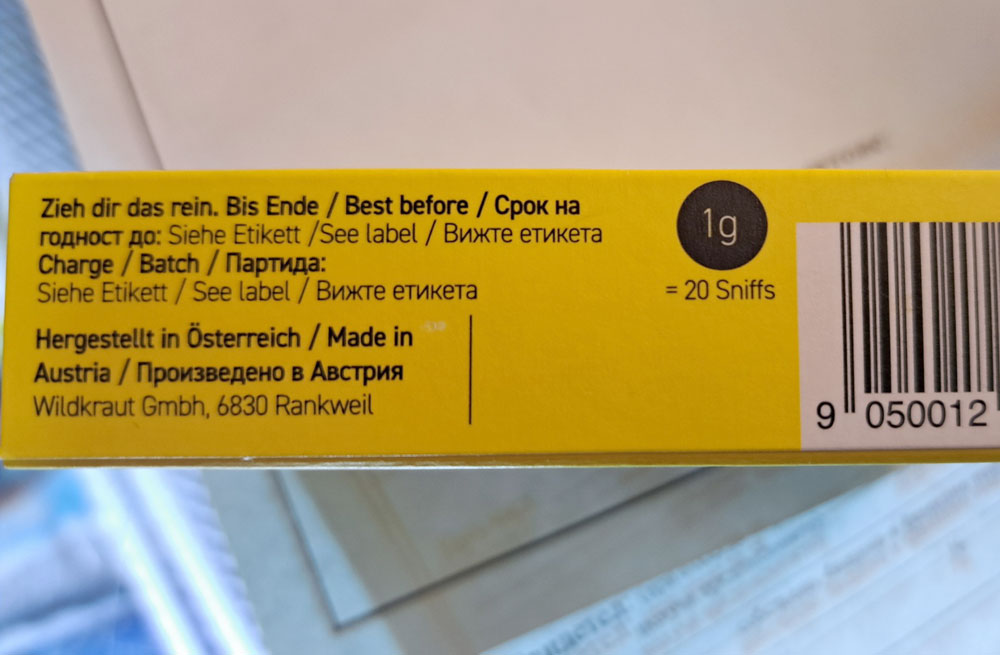 Zieh dir das rein. Bis Ende / Best before / Срок на
годност до: Siehe Etikett /See label / Вижте етикета
Charge / Batch / Партида:
Siehe Etikett / See label / Вижте етикета
Hergestellt in Österreich / Made in
Austria / Произведено в Австрия
Wildkraut Gmbh, 6830 Rankweil
1g
= 20 Sniffs
9 050012